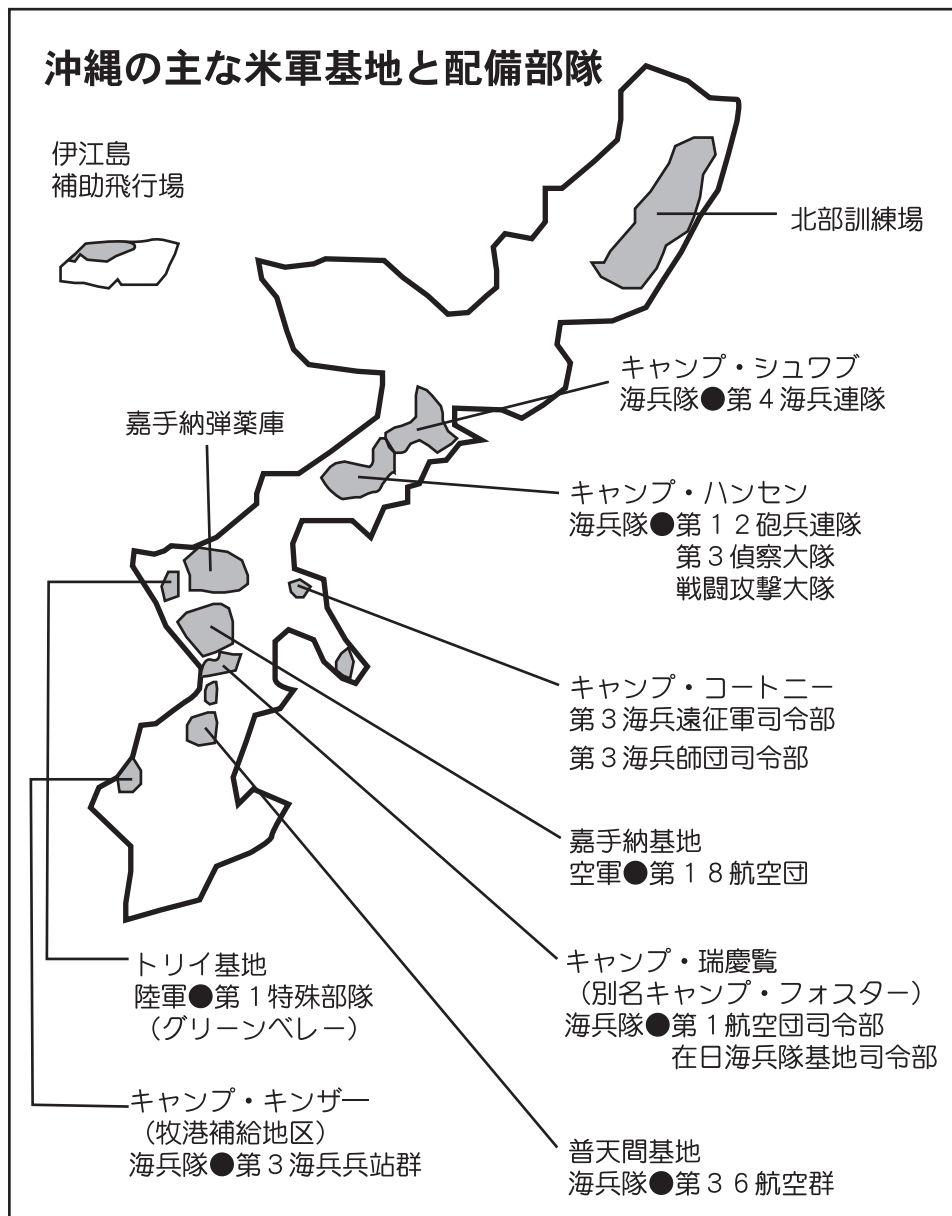 沖縄の主な米軍基地と配備部隊
伊江島
補助飛行場
北部訓練場
キャンプ・シュワブ
海兵隊●第４海兵連隊
嘉手納弾薬庫
キャンプ・ハンセン
海兵隊●第１２砲兵連隊
第３偵察大隊
戦闘攻撃大隊
キャンプ・コートニー
第３海兵遠征軍司令部
第３海兵師団司令部
嘉手納基地
空軍●第１８航空団
トリイ基地
陸軍●第１特殊部隊
（グリーンベレー）
キャンプ・瑞慶覧
（別名キャンプ・フォスター）
海兵隊●第１航空団司令部
在日海兵隊基地司令部
キャンプ・キンザー
（牧港補給地区）
海兵隊●第３海兵兵站群
普天間基地
海兵隊●第３６航空群